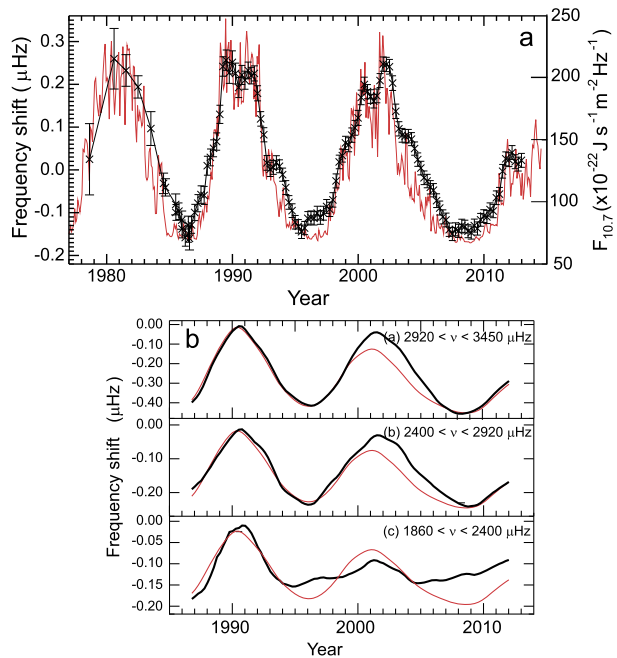 a
0.3
0.2
0.1
0.0
-0.1
-0.2
Frequency shift ( μHz)
250
200
150
100
50
F10.7 (x10-22 J s-1 m-2 Hz-1)
1980 1990 2000 2010
Year
b
(a) 2920 < ν < 3450 μHz
0.00
-0.10
-0.20
-0.30
-0.40
(b) 2400 < ν < 2920 μHz
0.00
-0.10
-0.20
(c) 1860 < ν < 2400 μHz
0.00
-0.05
-0.10
-0.15
-0.20
Frequency shift (μHz)
1990 2000 2010
Year